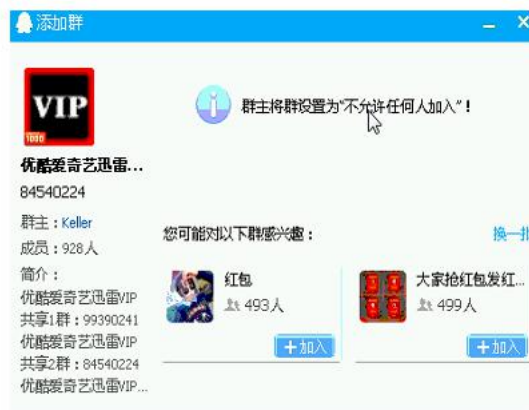 添加群
VIP
1000
优酷爱奇艺迅雷...
84540224
群主：Keller
成员：928人
简介：
优酷爱奇艺迅雷VIP
共享1群：99390241
优酷爱奇艺迅雷VIP
共享2群：84540224
优酷爱奇艺迅雷VIP...
群主将群设置为“不允许任何人加入”！
您可能对以下群感兴趣：
换一批
红包
493人
加入
大家抢红包发红...
499人
加入